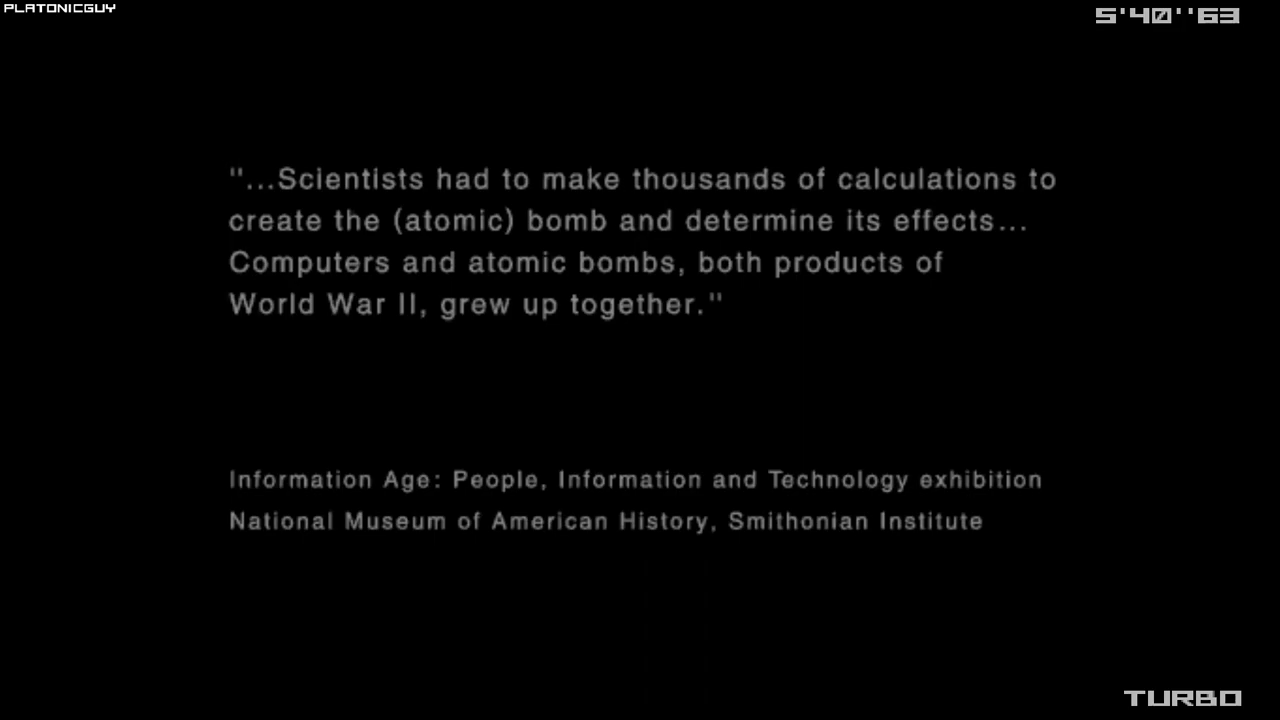 PLATONICGUY
5'40''63
"...Scientists had to make thousands of calculations to
create the (atomic) bomb and determine its effects...
Computers and atomic bombs, both products of
World War II, grew up together."
Information Age: People, Information and Technology exhibition
National Museum of American History, Smithonian Institute
TURBO